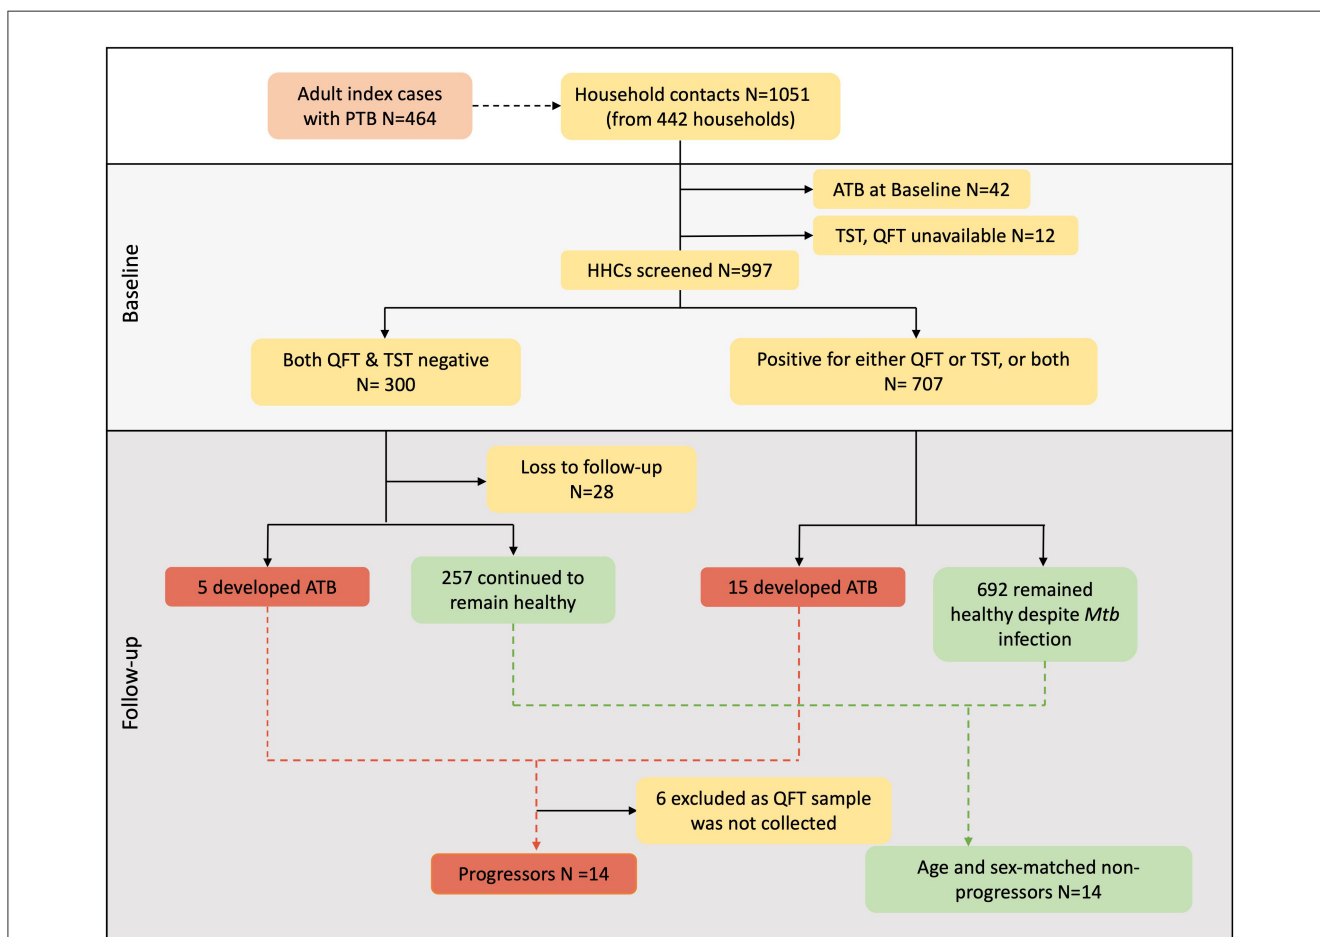 Adult index cases
with PTB N=464
Household contacts N=1051
(from 442 households)
Baseline
ATB at Baseline N=42
TST, QFT unavailable N=12
HHCs screened N=997
Both QFT & TST negative
N= 300
Positive for either QFT or TST, or both
N= 707
Follow-up
Loss to follow-up
N=28
5 developed ATB
257 continued to
remain healthy
15 developed ATB
692 remained
healthy despite Mtb
infection
6 excluded as QFT sample
was not collected
Progressors N =14
Age and sex-matched non-
progressors N=14